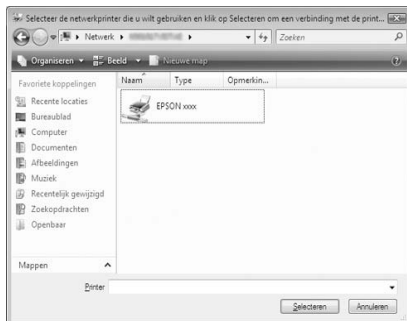 Selecteer de netwerkprinter die u wilt gebruiken en klik op Selecteren om een verbinding met de print...
Netwerk
Zoeken
Organiseren
Beeld
Nieuwe map
Favoriete koppelingen
Recente locaties
Bureaublad
Computer
Documenten
Afbeeldingen
Muziek
Recentelijk gewijzigd
Zoekopdrachten
Openbaar
Mappen
Naam Type Opmerkin...
EPSON xxxx
Printer
Selecteren Annuleren